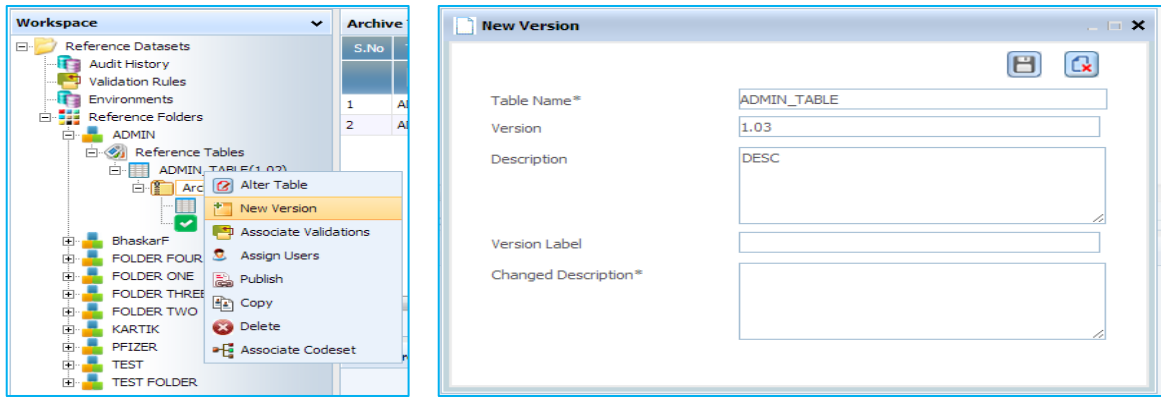 Workspace
Reference Datasets
Audit History
Validation Rules
Environments
Reference Folders
ADMIN
Reference Tables
ADMIN_TABLE(1.02)
Arc
BhaskarF
FOLDER FOUR
FOLDER ONE
FOLDER THREE
FOLDER TWO
KARTIK
PFIZER
TEST
TEST FOLDER
Alter Table
New Version
Associate Validations
Assign Users
Publish
Copy
Delete
Associate Codeset
Archive
S.No
1
2
New Version
Table Name*
ADMIN_TABLE
Version
1.03
Description
DESC
Version Label
Changed Description*